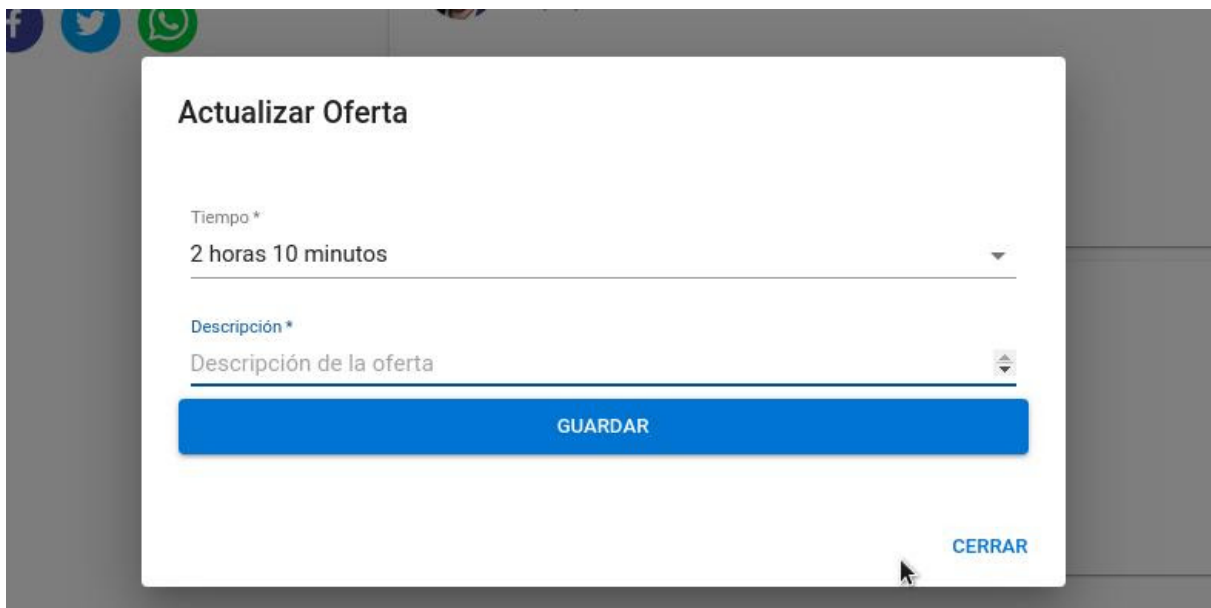 Actualizar Oferta
Tiempo *
2 horas 10 minutos
Descripción *
Descripción de la oferta
GUARDAR
CERRAR